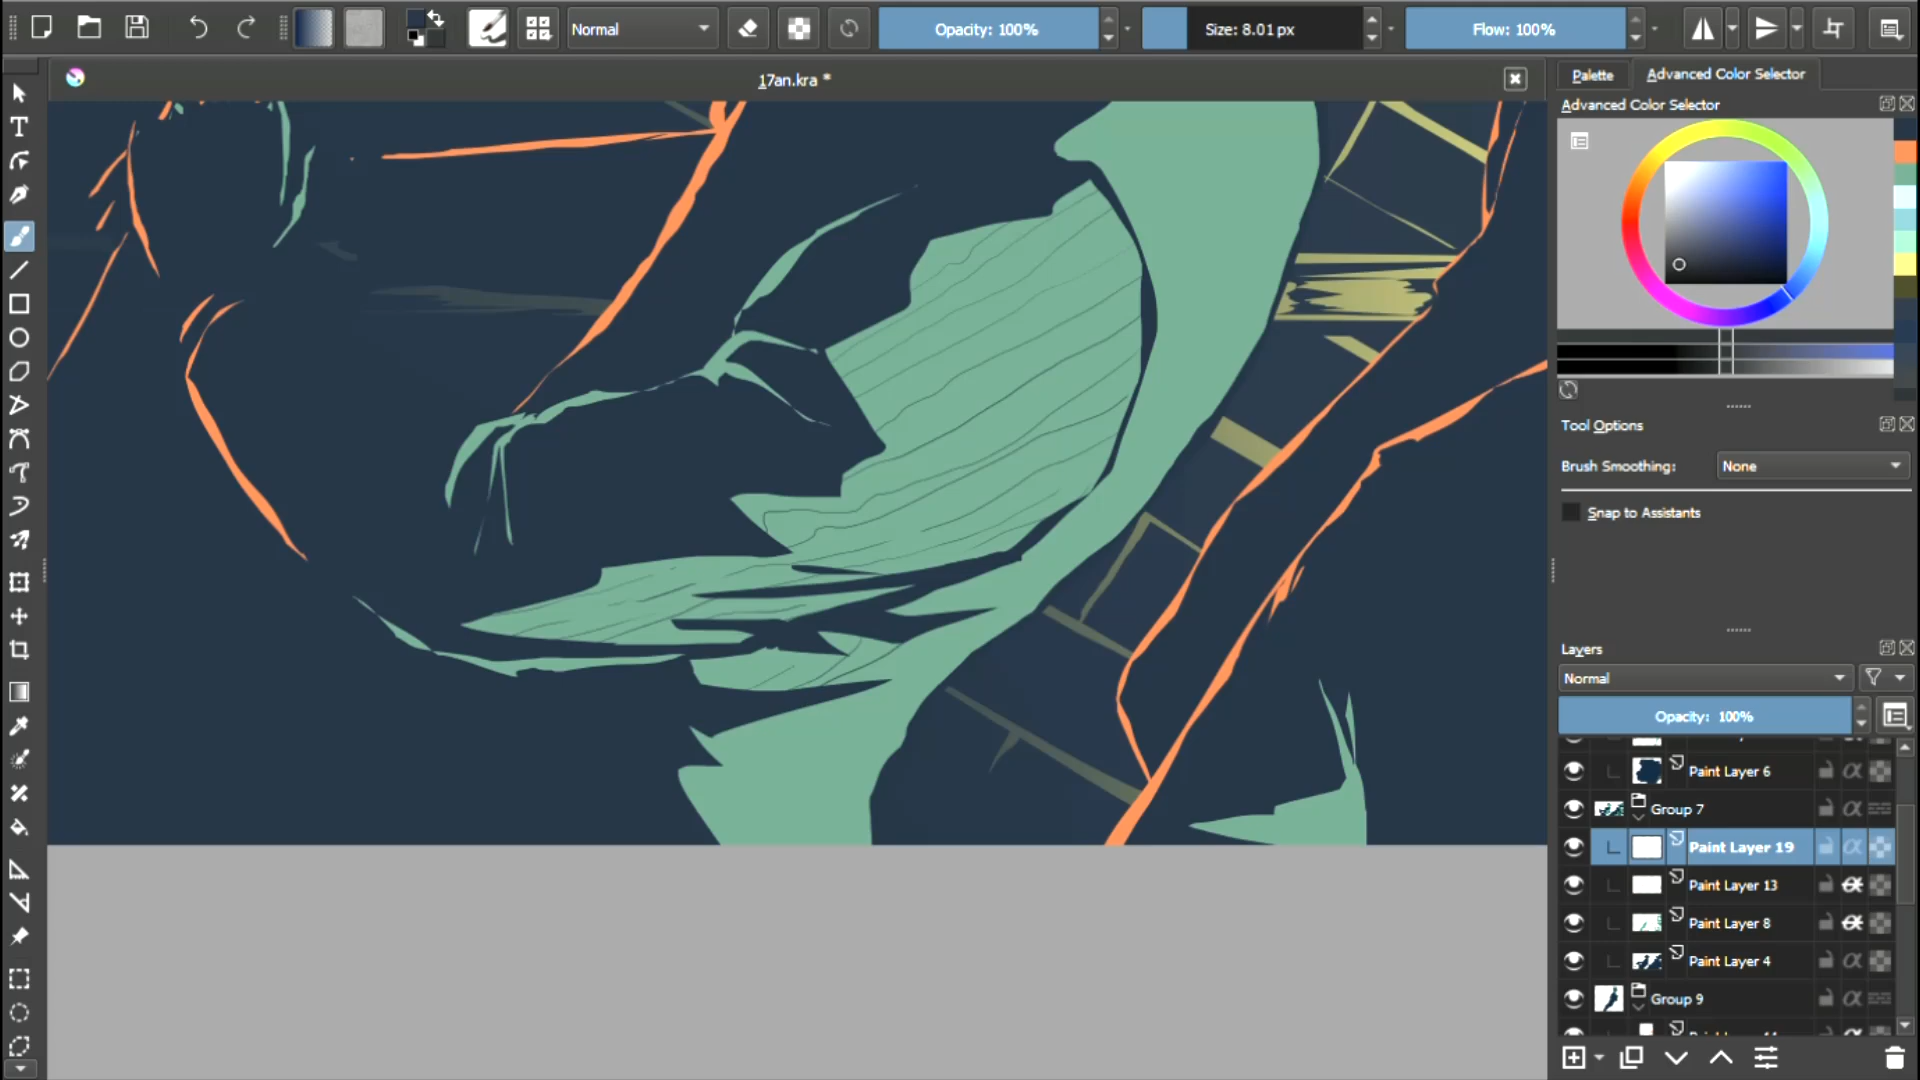 Normal
Opacity: 100%
Size: 8.01 px
Flow: 100%
17an.kra *
Palette
Advanced Color Selector
Advanced Color Selector
Tool Options
Brush Smoothing:
None
Snap to Assistants
Layers
Normal
Opacity: 100%
Paint Layer 6
Group 7
Paint Layer 19
Paint Layer 13
Paint Layer 8
Paint Layer 4
Group 9